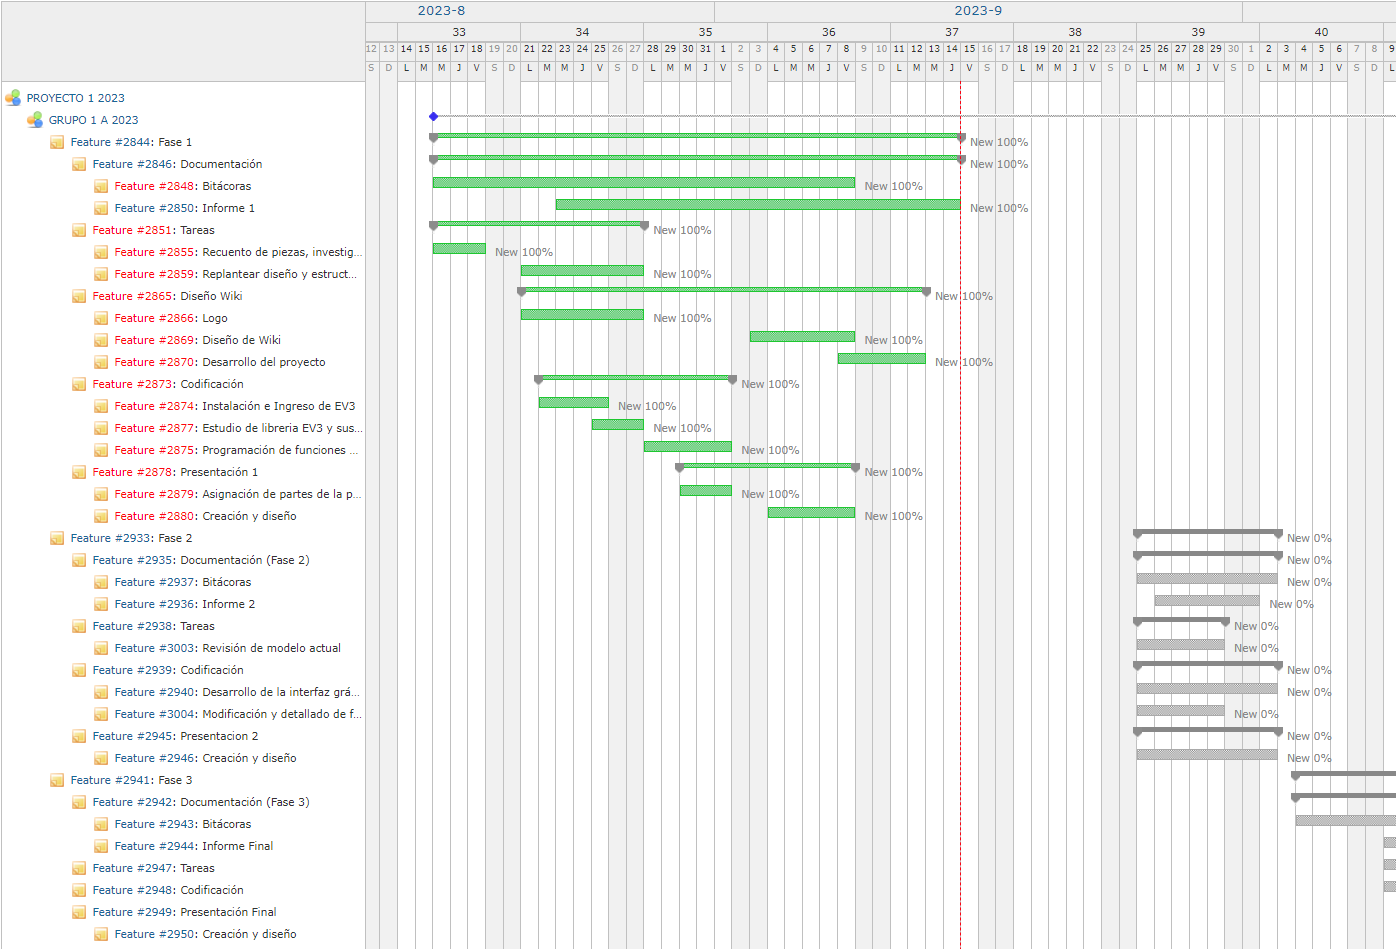 2023-8 2023-9
33 34 35 36 37 38 39 40
12 13 14 15 16 17 18 19 20 21 22 23 24 25 26 27 28 29 30 31 1 2 3 4 5 6 7 8 9 10 11 12 13 14 15 16 17 18 19 20 21 22 23 24 25 26 27 28 29 30 1 2 3 4 5 6 7 8 9
S D L M M J V S D L M M J V S D L M M J V S D L M M J V S D L M M J V S D L M M J V S D L M M J V S D L M M J V S D L
PROYECTO 1 2023
GRUPO 1 A 2023
Feature #2844: Fase 1 New 100%
Feature #2846: Documentación New 100%
Feature #2848: Bitácoras New 100%
Feature #2850: Informe 1 New 100%
Feature #2851: Tareas New 100%
Feature #2855: Recuento de piezas, investig... New 100%
Feature #2859: Replantear diseño y estruct... New 100%
Feature #2865: Diseño Wiki New 100%
Feature #2866: Logo New 100%
Feature #2869: Diseño de Wiki New 100%
Feature #2870: Desarrollo del proyecto New 100%
Feature #2873: Codificación New 100%
Feature #2874: Instalación e Ingreso de EV3 New 100%
Feature #2877: Estudio de libreria EV3 y sus... New 100%
Feature #2875: Programación de funciones ... New 100%
Feature #2878: Presentación 1 New 100%
Feature #2879: Asignación de partes de la p... New 100%
Feature #2880: Creación y diseño New 100%
Feature #2933: Fase 2 New 0%
Feature #2935: Documentación (Fase 2) New 0%
Feature #2937: Bitácoras New 0%
Feature #2936: Informe 2 New 0%
Feature #2938: Tareas New 0%
Feature #3003: Revisión de modelo actual New 0%
Feature #2939: Codificación New 0%
Feature #2940: Desarrollo de la interfaz grá... New 0%
Feature #3004: Modificación y detallado de f... New 0%
Feature #2945: Presentacion 2 New 0%
Feature #2946: Creación y diseño New 0%
Feature #2941: Fase 3
Feature #2942: Documentación (Fase 3)
Feature #2943: Bitácoras
Feature #2944: Informe Final
Feature #2947: Tareas
Feature #2948: Codificación
Feature #2949: Presentación Final
Feature #2950: Creación y diseño